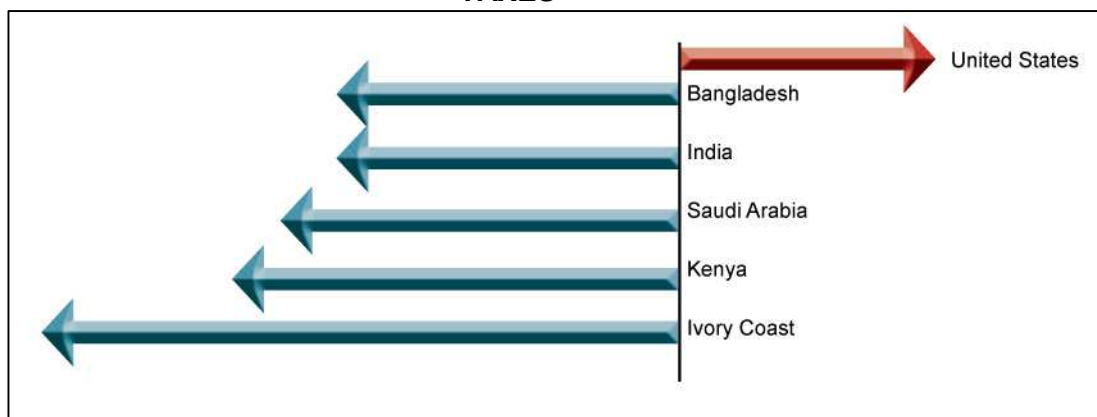 United States
Bangladesh
India
Saudi Arabia
Kenya
Ivory Coast